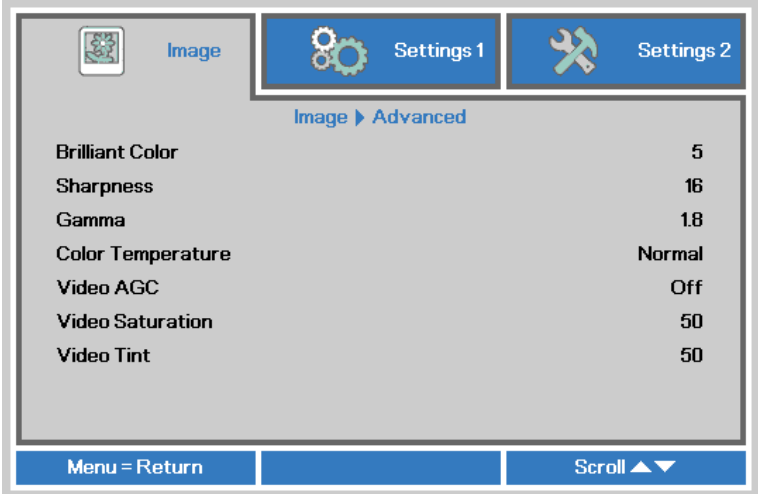 Image Settings 1 Settings 2
Image ▶ Advanced
Brilliant Color 5
Sharpness 16
Gamma 1.8
Color Temperature Normal
Video AGC Off
Video Saturation 50
Video Tint 50
Menu = Return Scroll ▲▼